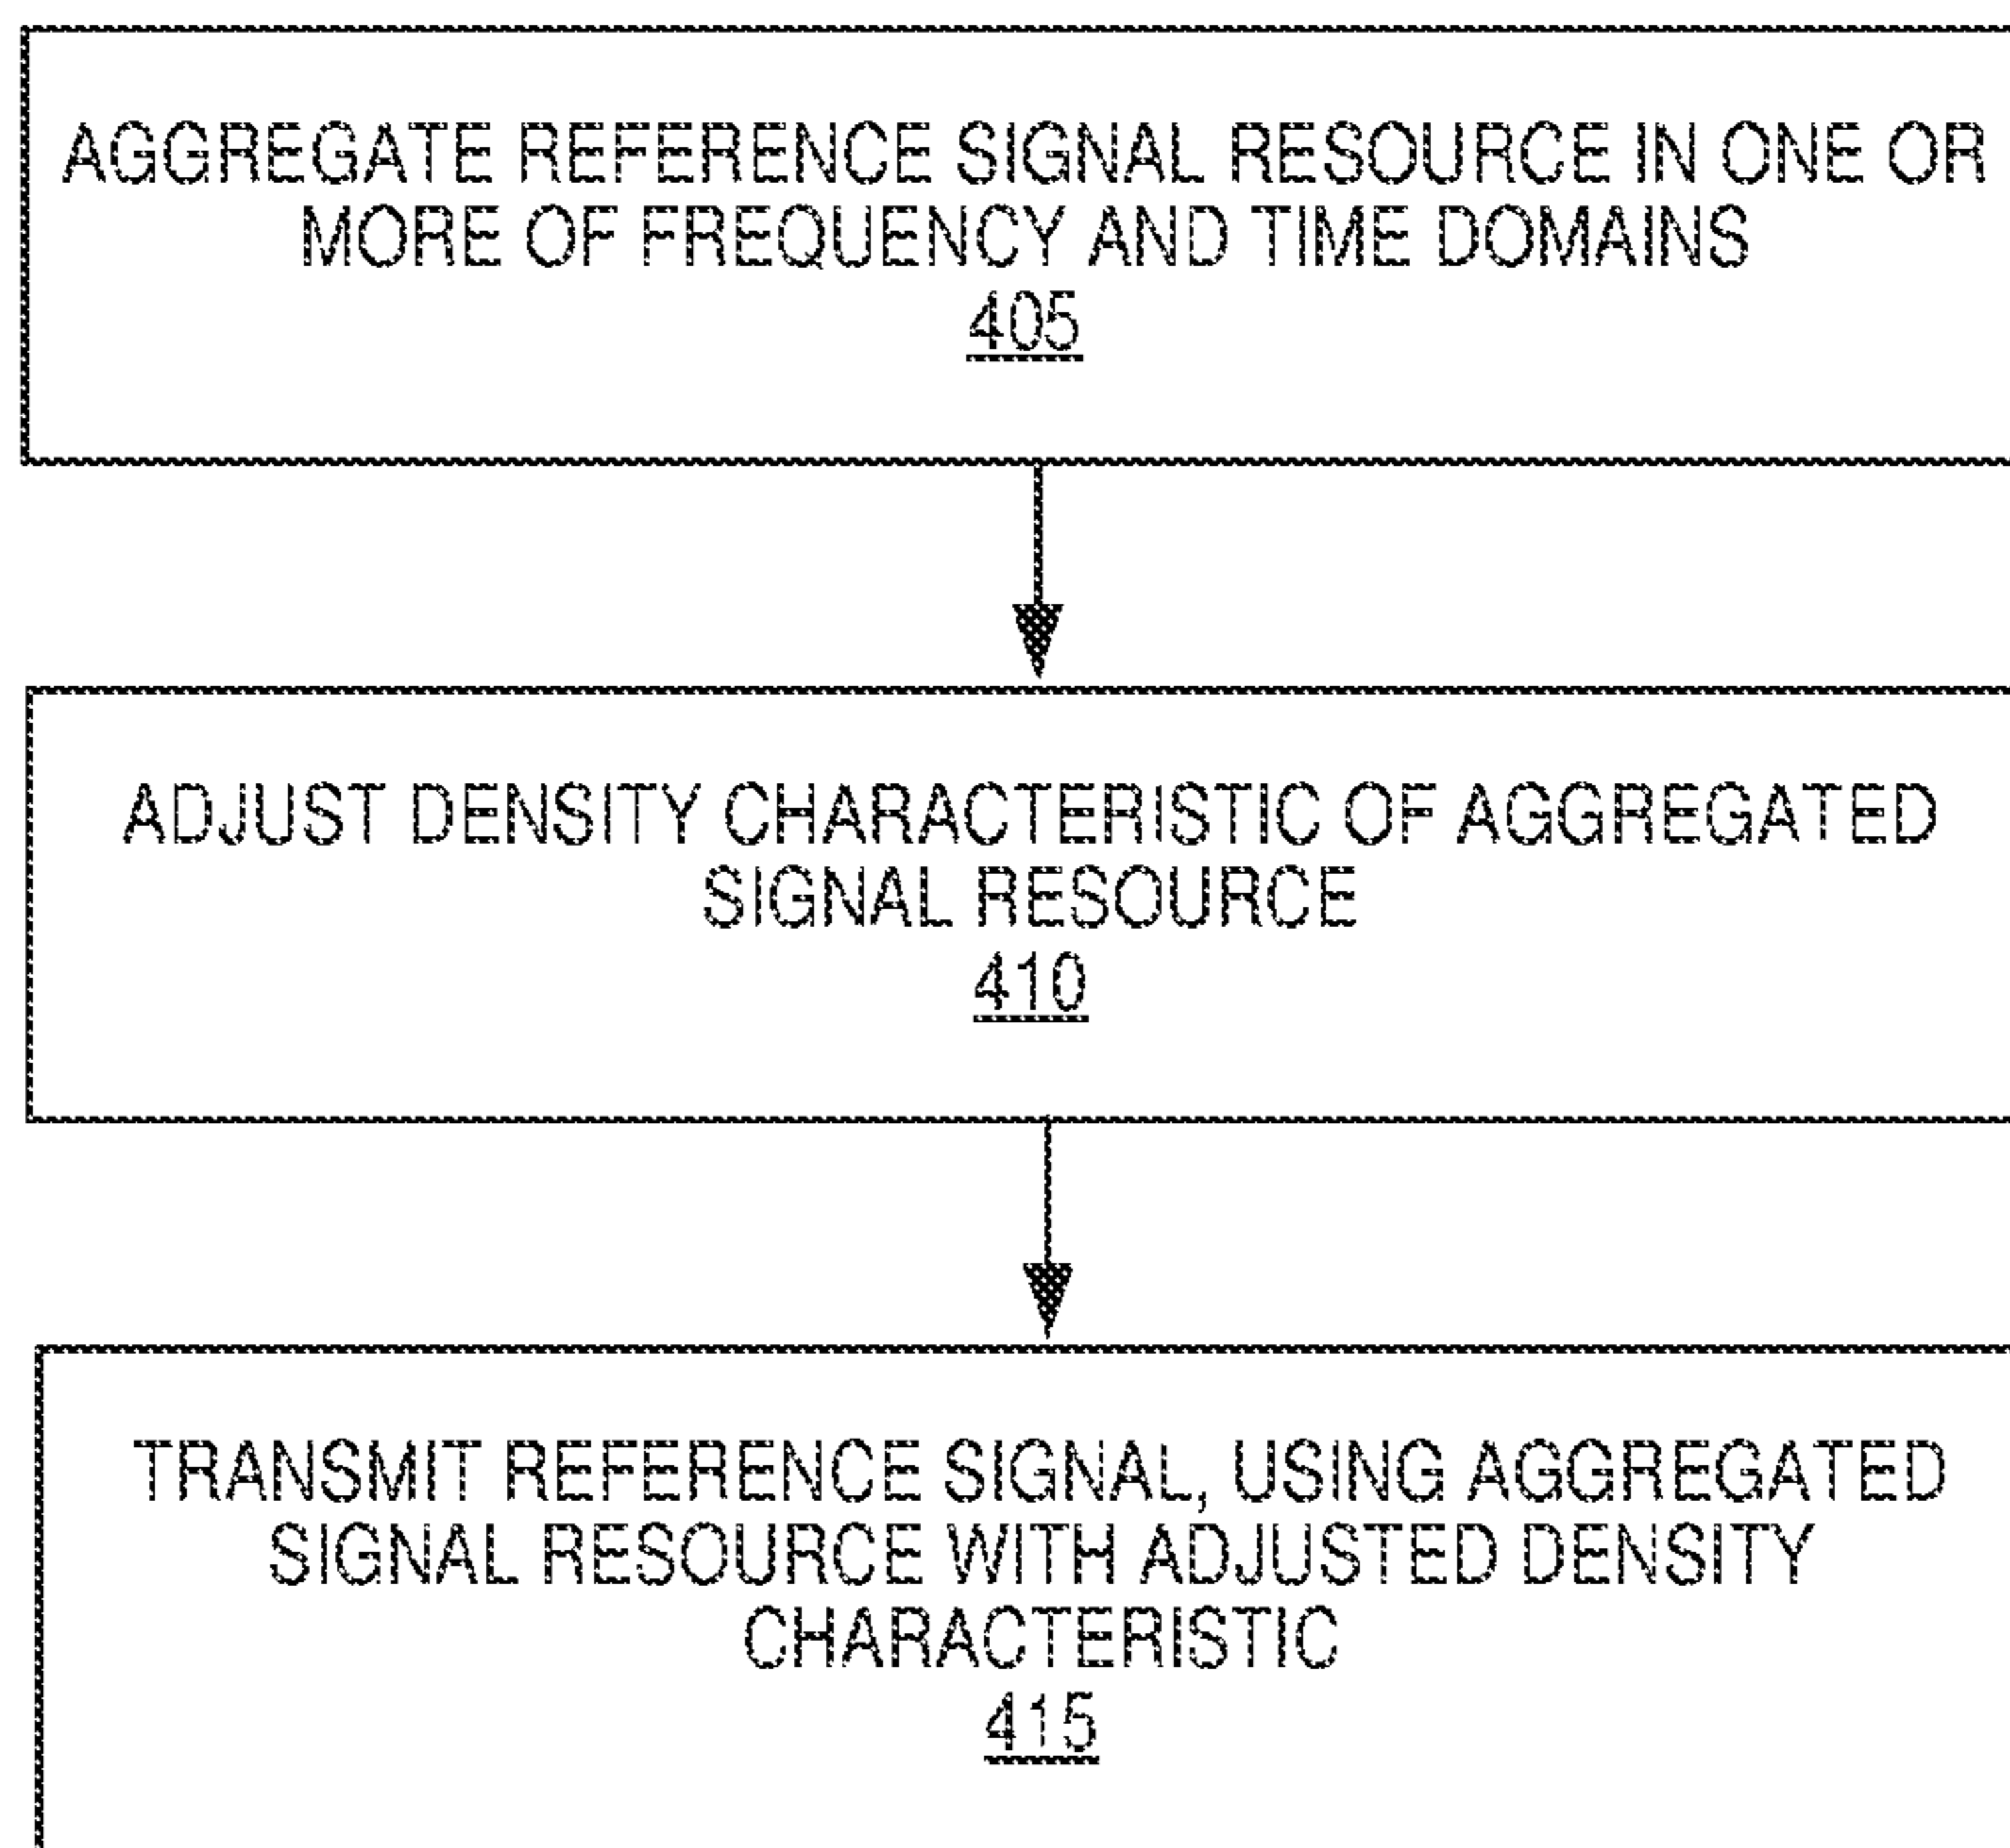 AGGREGATE REFERENCE SIGNAL RESOURCE IN ONE OR
MORE OF FREQUENCY AND TIME DOMAINS
405
ADJUST DENSITY CHARACTERISTIC OF AGGREGATED
SIGNAL RESOURCE
410
TRANSMIT REFERENCE SIGNAL, USING AGGREGATED
SIGNAL RESOURCE WITH ADJUSTED DENSITY
CHARACTERISTIC
415